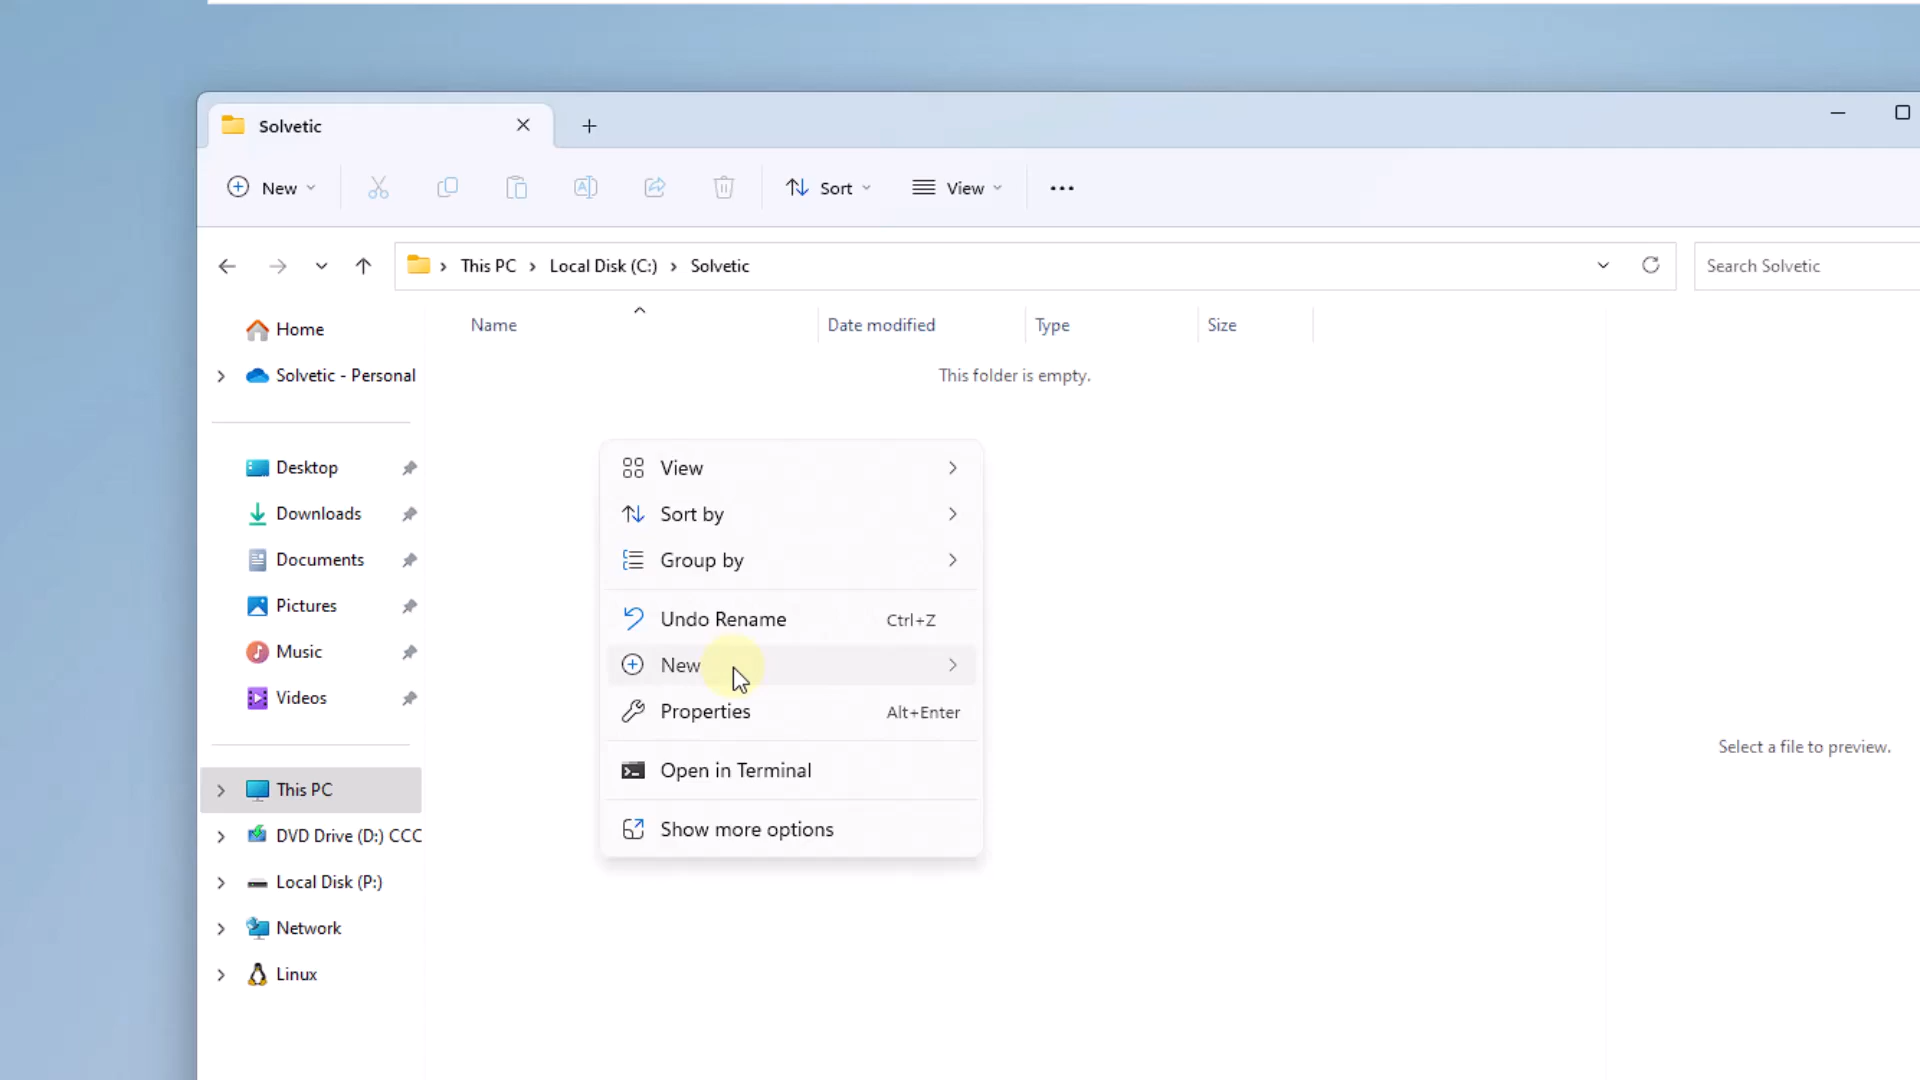 Solvetic
New
Sort
View
This PC
Local Disk (C:)
Solvetic
Search Solvetic
Home
Solvetic - Personal
Desktop
Downloads
Documents
Pictures
Music
Videos
This PC
DVD Drive (D:) CCC
Local Disk (P:)
Network
Linux
Name
Date modified
Type
Size
This folder is empty.
View
Sort by
Group by
Undo Rename Ctrl+Z
New
Properties Alt+Enter
Open in Terminal
Show more options
Select a file to preview.